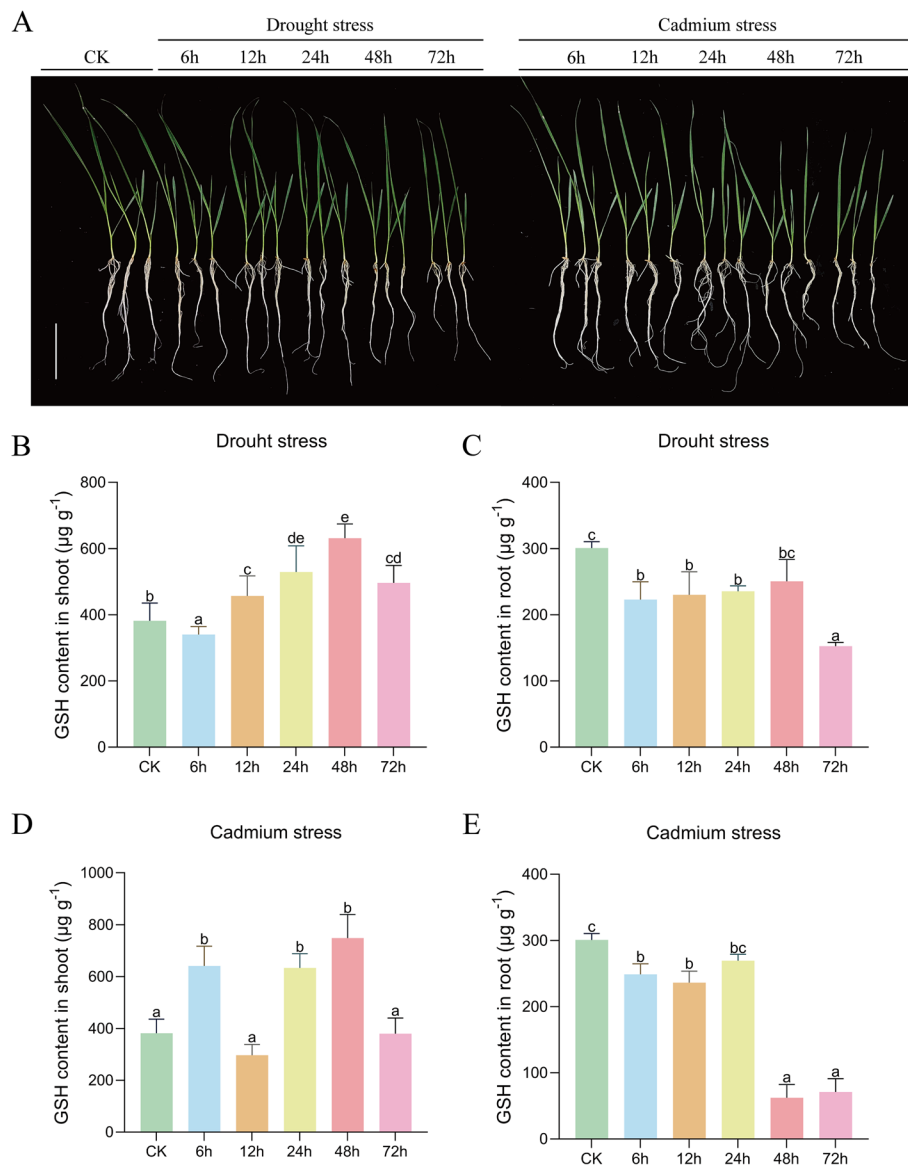 A
Drought stress
Cadmium stress
CK 6h 12h 24h 48h 72h 6h 12h 24h 48h 72h
B
Drouht stress
GSH content in shoot (µg g⁻¹)
800
600
400
200
0
b a c de e cd
CK 6h 12h 24h 48h 72h
C
Drouht stress
GSH content in root (µg g⁻¹)
400
300
200
100
0
c b b b bc a
CK 6h 12h 24h 48h 72h
D
Cadmium stress
GSH content in shoot (µg g⁻¹)
1000
800
600
400
200
0
a b a b b a
CK 6h 12h 24h 48h 72h
E
Cadmium stress
GSH content in root (µg g⁻¹)
400
300
200
100
0
c b b bc a a
CK 6h 12h 24h 48h 72h